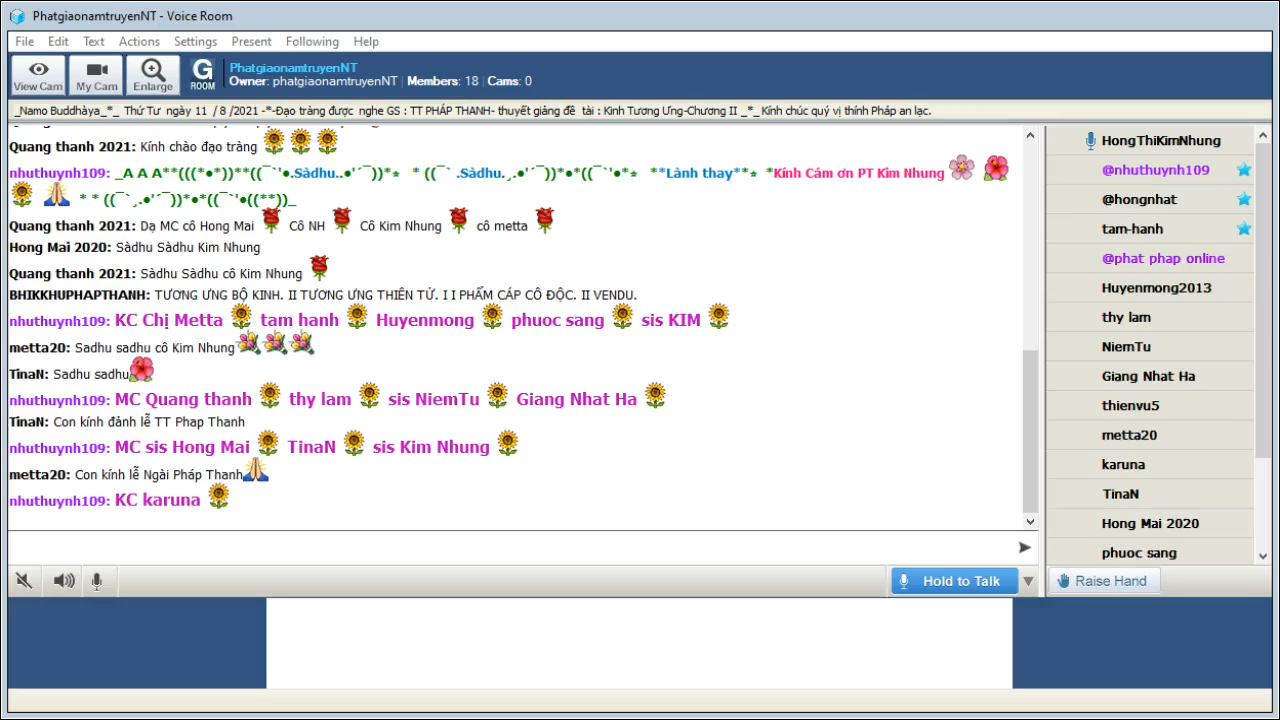 PhatgiaonamtruyenNT - Voice Room
File Edit Text Actions Settings Present Following Help
View Cam
My Cam
Enlarge
G ROOM
PhatgiaonamtruyenNT
Owner: phatgiaonamtruyenNT | Members: 18 | Cams: 0
_Namo Buddhàya_*_ Thứ Tư ngày 11 / 8 /2021 -*-Đạo tràng được nghe GS : TT PHÁP THANH- thuyết giảng đề tài : Kinh Tương Ưng-Chương II _*_ Kính chúc quý vị thính Pháp an lạc.
Quang thanh 2021: Kính chào đạo tràng
nhuthuynh109: _A A A**(((*•*))**((¯`'•.Sàdhu..•'´¯))*⁎ * ((¯` .Sàdhu.¸.•'´¯))*•*((¯`'•*⁎ **Lành thay**⁎ *Kính Cám ơn PT Kim Nhung
* * ((¯`¸.•'´¯))*•*((¯`'•((**))_
Quang thanh 2021: Dạ MC cô Hong Mai Cô NH Cô Kim Nhung cô metta
Hong Mai 2020: Sàdhu Sàdhu Kim Nhung
Quang thanh 2021: Sàdhu Sàdhu cô Kim Nhung
BHIKKHUPHAPTHANH: TƯƠNG ƯNG BỘ KINH. II TƯƠNG ƯNG THIÊN TỬ. I I PHẨM CẤP CÔ ĐỘC. II VENDU.
nhuthuynh109: KC Chị Metta tam hanh Huyenmong phuoc sang sis KIM
metta20: Sadhu sadhu cô Kim Nhung
TinaN: Sadhu sadhu
nhuthuynh109: MC Quang thanh thy lam sis NiemTu Giang Nhat Ha
TinaN: Con kính đảnh lễ TT Phap Thanh
nhuthuynh109: MC sis Hong Mai TinaN sis Kim Nhung
metta20: Con kính lễ Ngài Pháp Thanh
nhuthuynh109: KC karuna
HongThiKimNhung
@nhuthuynh109
@hongnhat
tam-hanh
@phat phap online
Huyenmong2013
thy lam
NiemTu
Giang Nhat Ha
thienvu5
metta20
karuna
TinaN
Hong Mai 2020
phuoc sang
Hold to Talk
Raise Hand